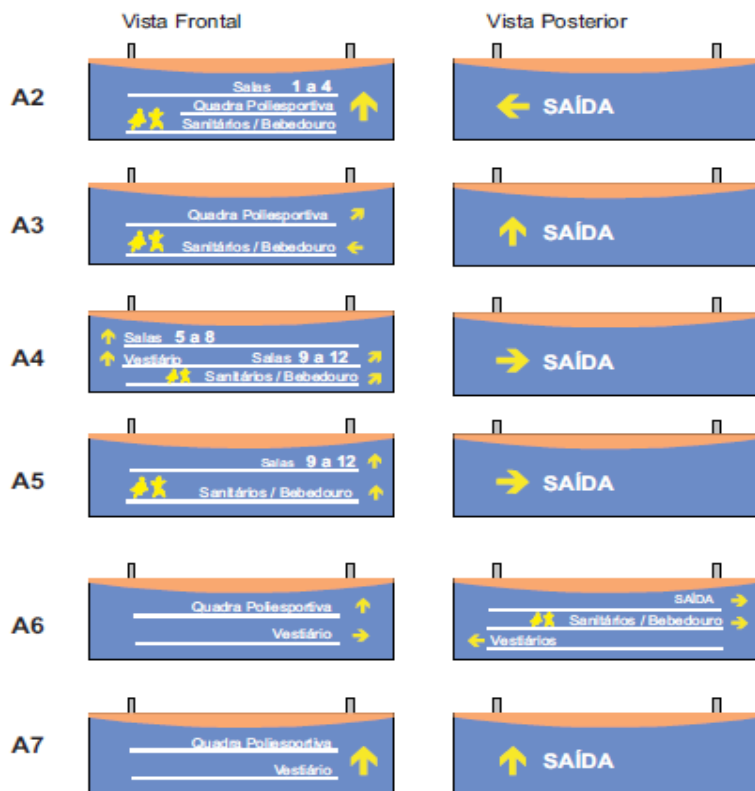 Vista Frontal
Vista Posterior
A2
Salas 1 a 4
Quadra Poliesportiva
Sanitários / Bebedouro
SAÍDA
A3
Quadra Poliesportiva
Sanitários / Bebedouro
SAÍDA
A4
Salas 5 a 8
Vestiário Salas 9 a 12
Sanitários / Bebedouro
SAÍDA
A5
Salas 9 a 12
Sanitários / Bebedouro
SAÍDA
A6
Quadra Poliesportiva
Vestiário
SAÍDA
Sanitários / Bebedouro
Vestiários
A7
Quadra Poliesportiva
Vestiário
SAÍDA